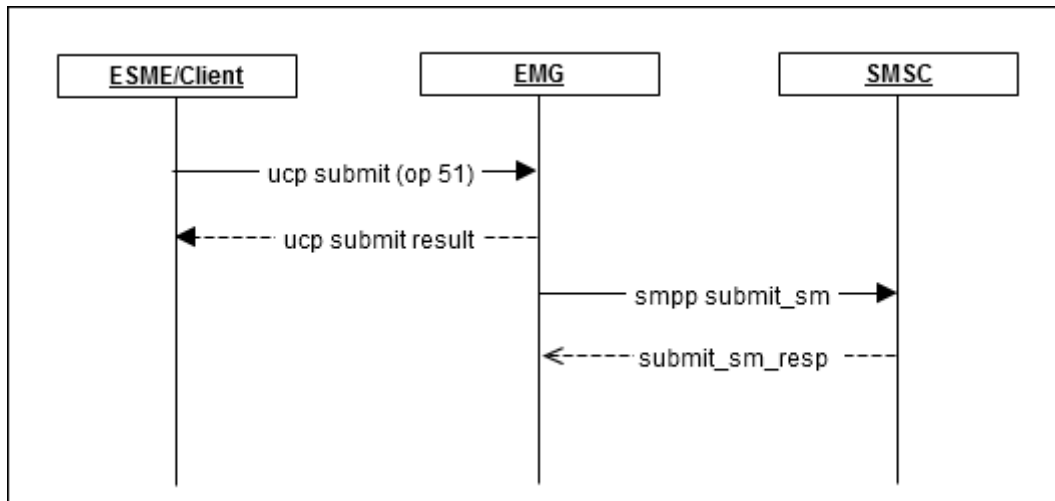 ESME/Client
EMG
SMSC
ucp submit (op 51)
ucp submit result
smpp submit_sm
submit_sm_resp